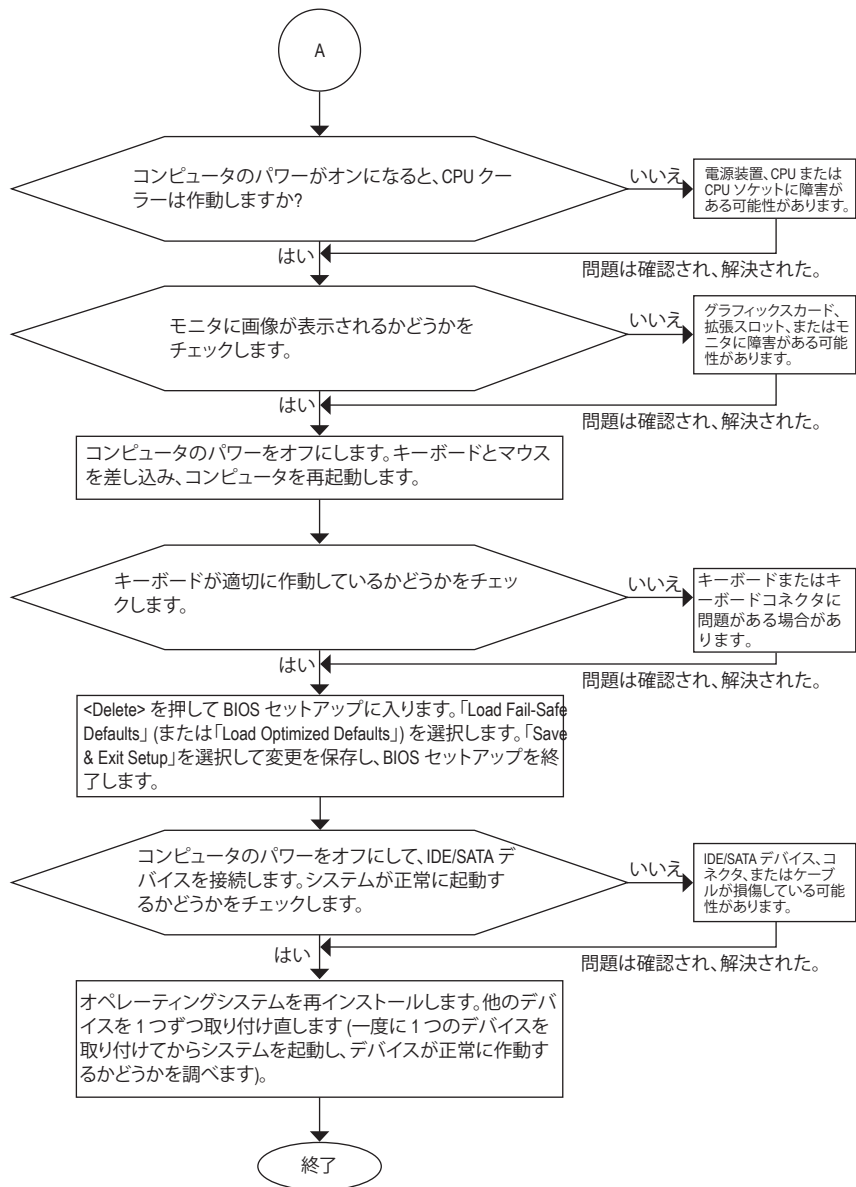 A
コンピュータのパワーがオンになると、CPU クー
ラーは作動しますか?
いいえ
電源装置、CPU または
CPU ソケットに障害が
ある可能性があります。
はい
問題は確認され、解決された。
モニタに画像が表示されるかどうかを
チェックします。
いいえ
グラフィックスカード、
拡張スロット、またはモ
ニタに障害がある可能
性があります。
はい
問題は確認され、解決された。
コンピュータのパワーをオフにします。キーボードとマウス
を差し込み、コンピュータを再起動します。
キーボードが適切に作動しているかどうかをチェッ
クします。
いいえ
キーボードまたはキ
ーボードコネクタに
問題がある場合があ
ります。
はい
問題は確認され、解決された。
<Delete> を押して BIOS セットアップに入ります。「Load Fail-Safe
Defaults」 (または「Load Optimized Defaults」) を選択します。「Save
& Exit Setup」を選択して変更を保存し、BIOS セットアップを終
了します。
コンピュータのパワーをオフにして、IDE/SATA デ
バイスを接続します。システムが正常に起動す
るかどうかをチェックします。
いいえ
IDE/SATA デバイス、コ
ネクタ、またはケーブ
ルが損傷している可能
性があります。
はい
問題は確認され、解決された。
オペレーティングシステムを再インストールします。他のデバ
イスを 1 つずつ取り付け直します (一度に 1 つのデバイスを
取り付けてからシステムを起動し、デバイスが正常に作動す
るかどうかを調べます)。
終了